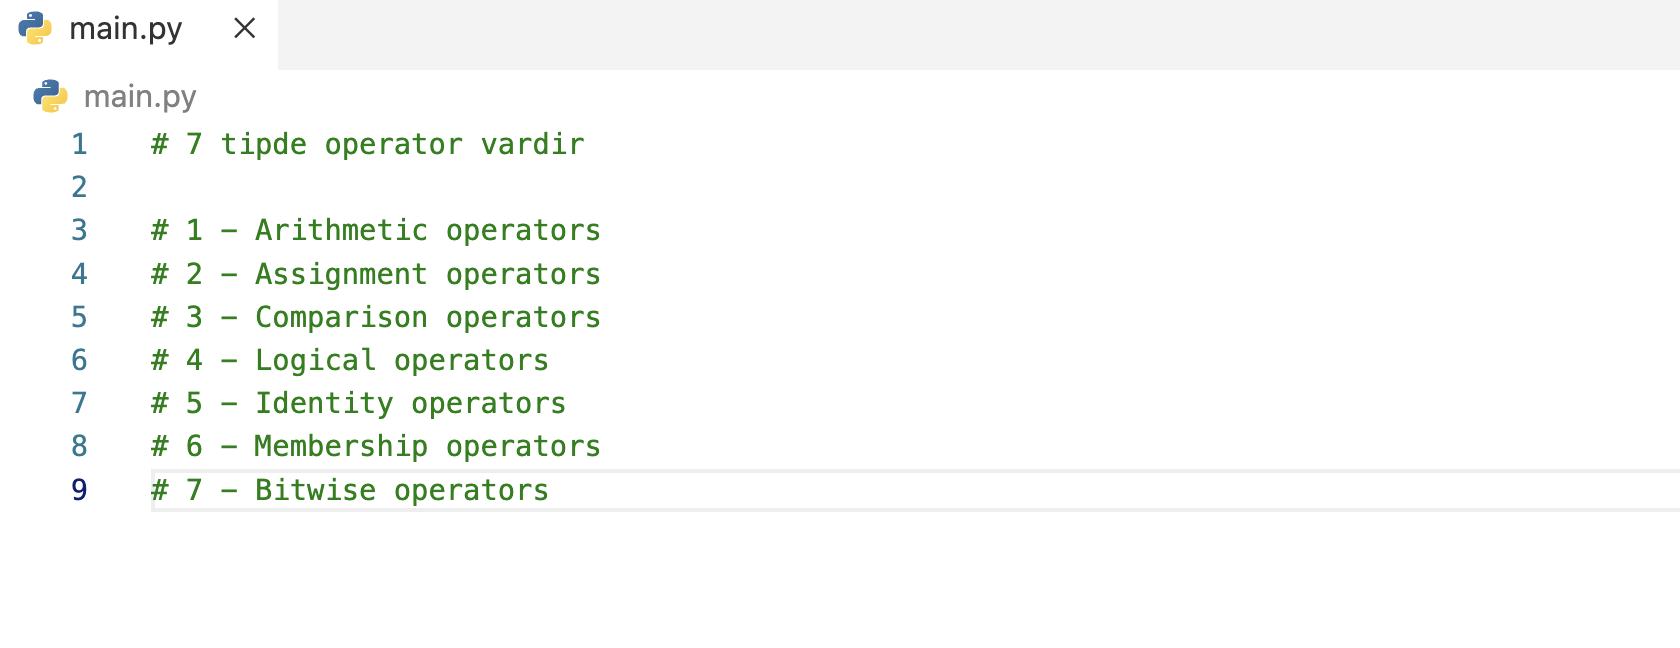 main.py
main.py
1 # 7 tipde operator vardir
2
3 # 1 - Arithmetic operators
4 # 2 - Assignment operators
5 # 3 - Comparison operators
6 # 4 - Logical operators
7 # 5 - Identity operators
8 # 6 - Membership operators
9 # 7 - Bitwise operators